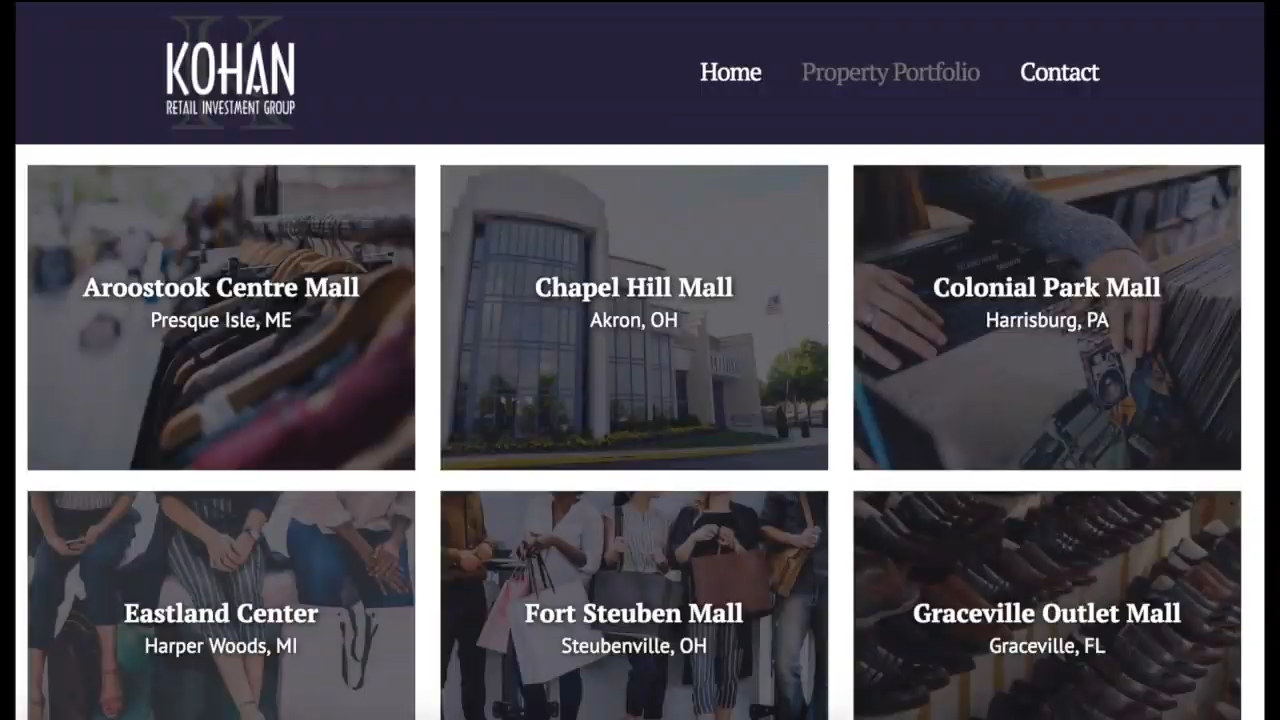 KOHAN
RETAIL INVESTMENT GROUP
Home
Property Portfolio
Contact
Aroostook Centre Mall
Presque Isle, ME
Chapel Hill Mall
Akron, OH
Colonial Park Mall
Harrisburg, PA
Eastland Center
Harper Woods, MI
Fort Steuben Mall
Steubenville, OH
Graceville Outlet Mall
Graceville, FL